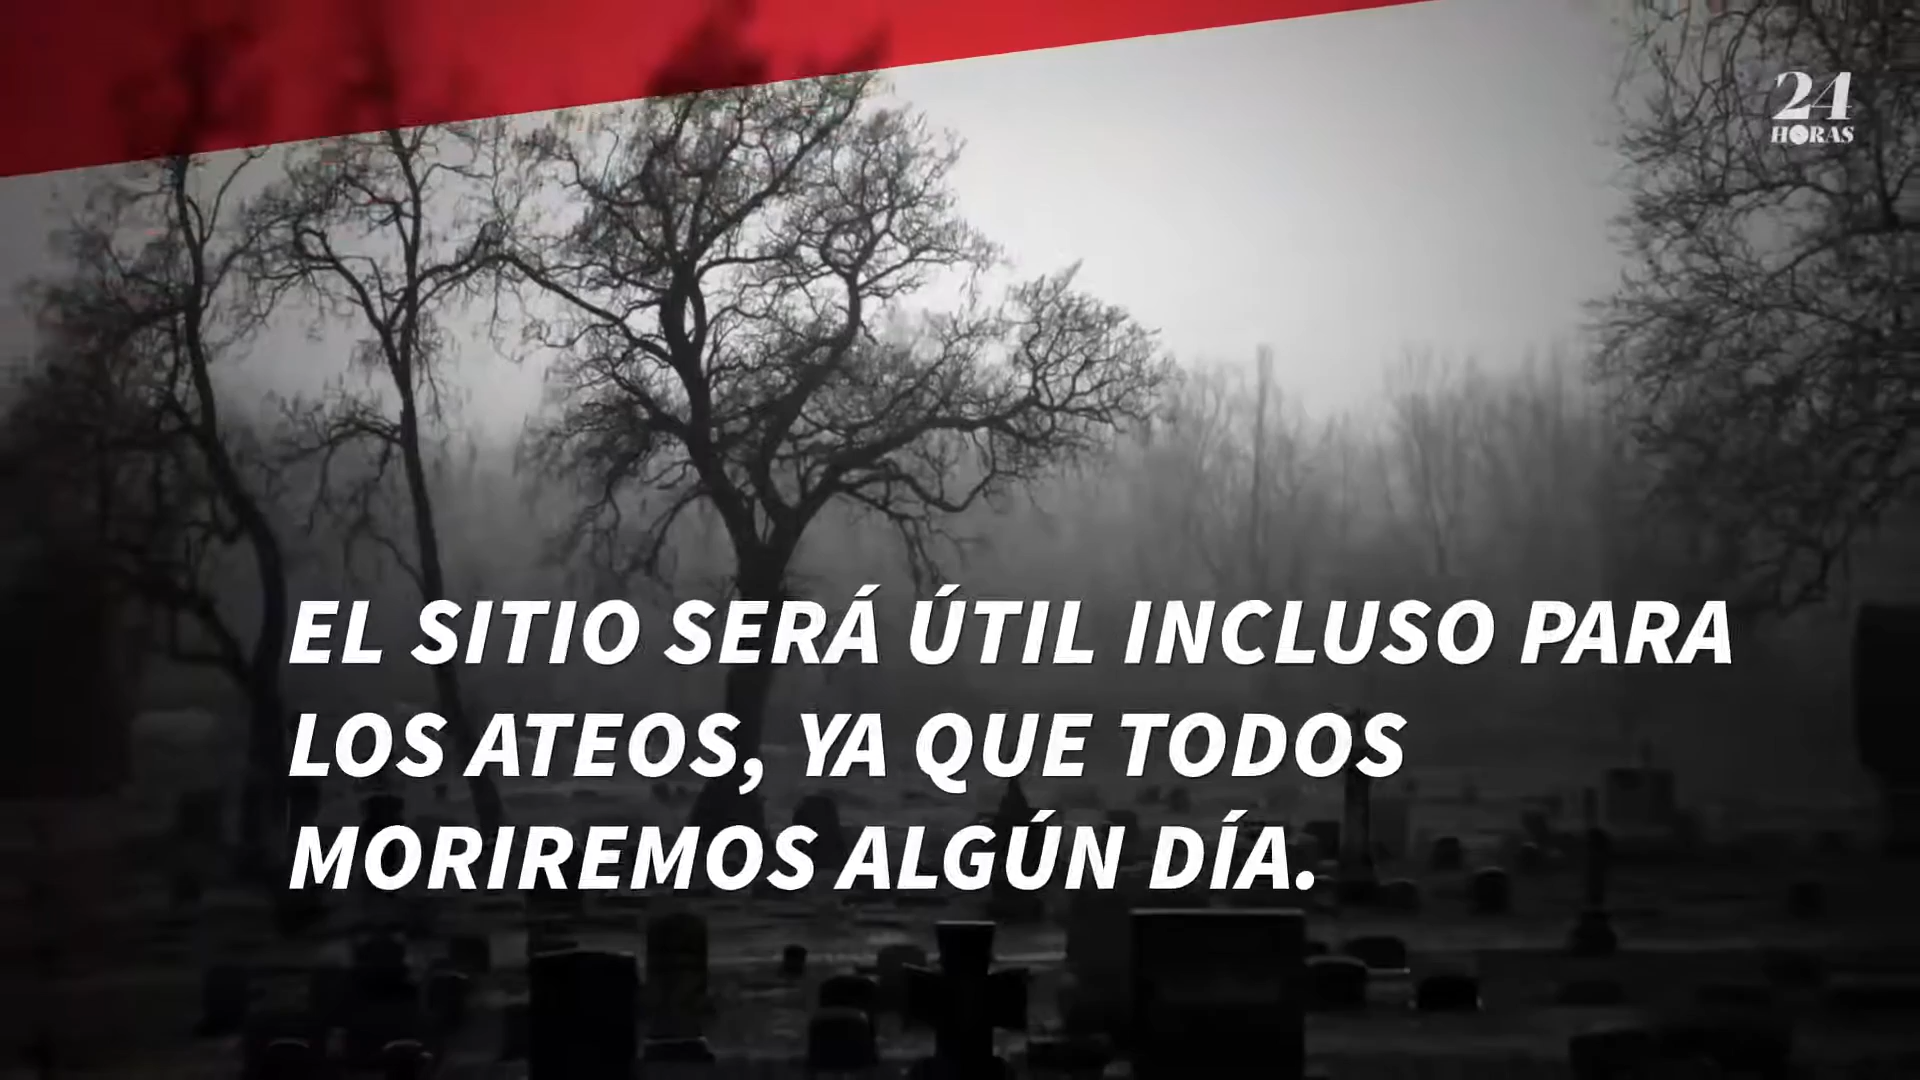 24
HORAS
EL SITIO SERÁ ÚTIL INCLUSO PARA
LOS ATEOS, YA QUE TODOS
MORIREMOS ALGÚN DÍA.